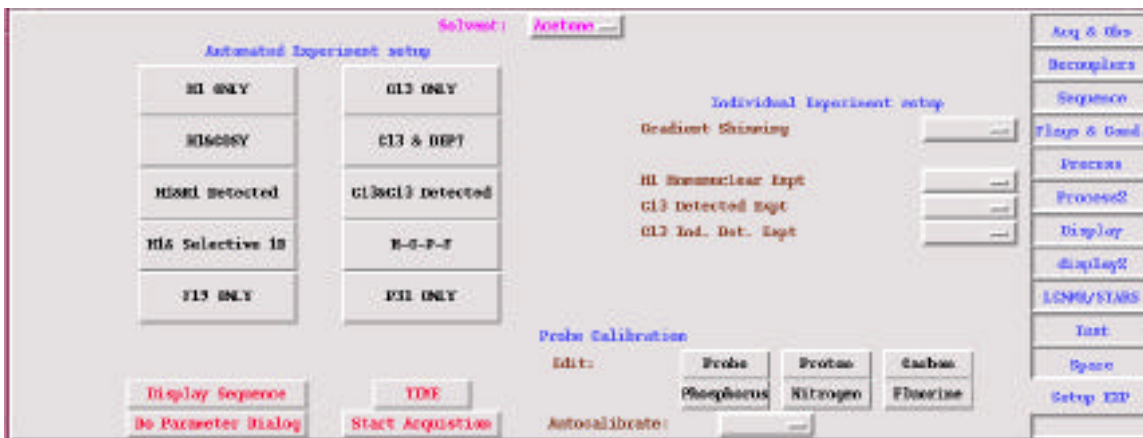 Solvent: Acetone
Automated Experiment setup
H1 ONLY
C13 ONLY
H1&COSY
C13 & DEPT
H1&H1 Detected
C13&C13 Detected
H1& Selective 1D
H-C-P-F
F19 ONLY
P31 ONLY
Display Sequence
TIME
Do Parmeter Dialog
Start Acquistion
Individual Experiment setup
Gradient Shimming
H1 Homonuclear Expt
C13 Detected Expt
C13 Ind. Det. Expt
Probe Calibration
Edit: Probe Proton Carbon
Phosphorus Nitrogen Fluorine
Autocalibrate:
Acq & Obs
Decouplers
Sequence
Flags & Cond
Process
Process2
Display
display2
LCNMR/STARS
Inst
Space
Setup EXP